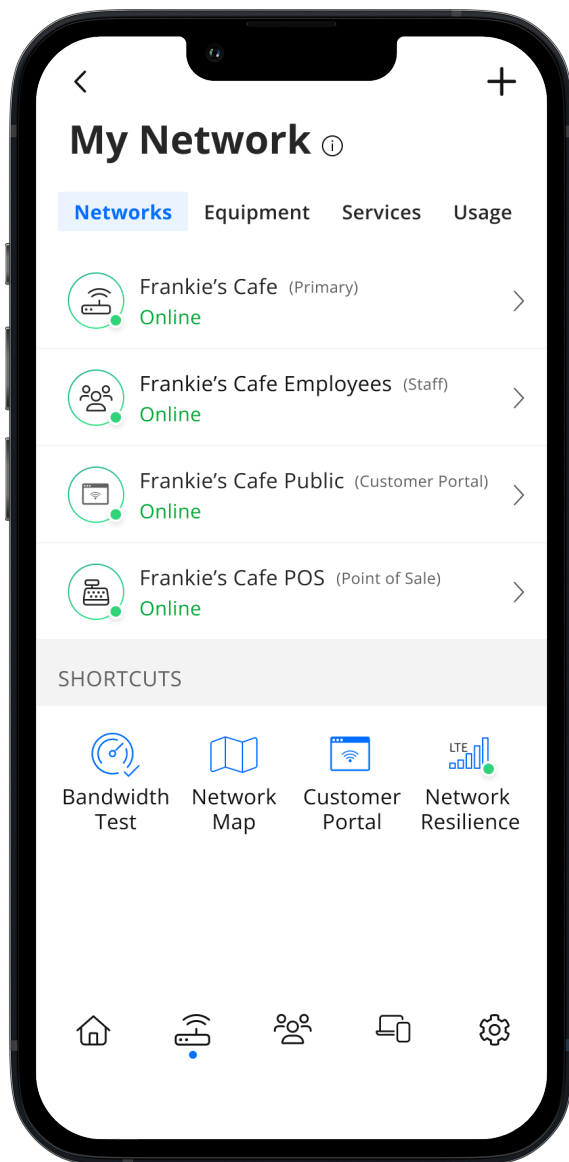 My Network
Networks Equipment Services Usage
Frankie’s Cafe (Primary)
Online
Frankie’s Cafe Employees (Staff)
Online
Frankie’s Cafe Public (Customer Portal)
Online
Frankie’s Cafe POS (Point of Sale)
Online
SHORTCUTS
LTE
Bandwidth Network Customer Network
Test Map Portal Resilience